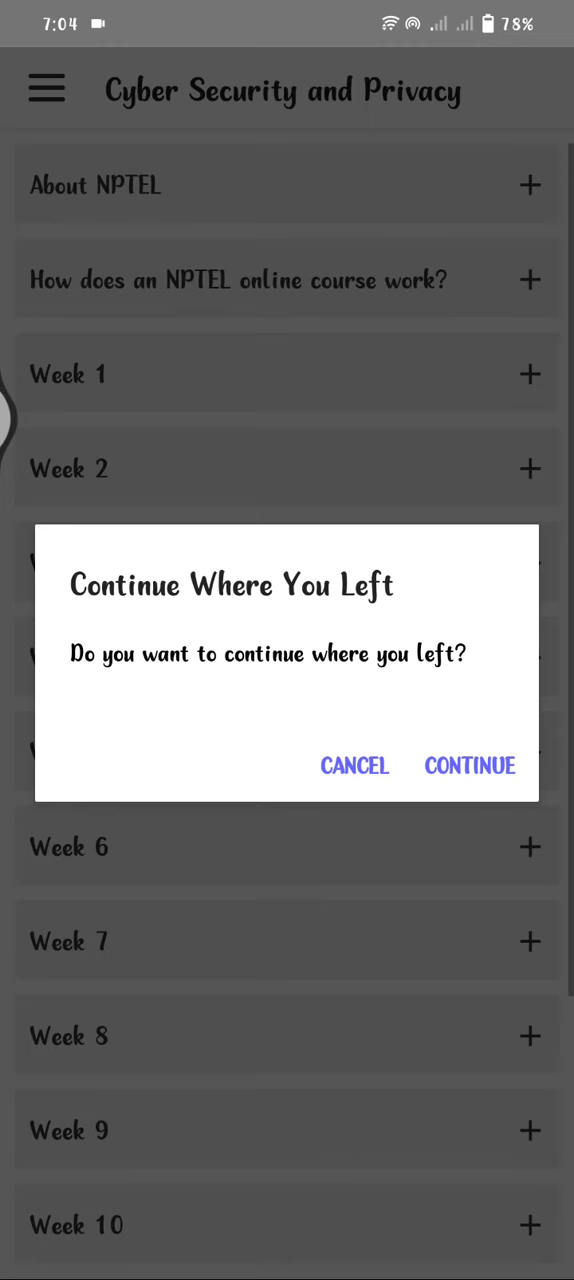 7:04
78%
Cyber Security and Privacy
About NPTEL
How does an NPTEL online course work?
Week 1
Week 2
Continue Where You Left
Do you want to continue where you left?
CANCEL CONTINUE
Week 6
Week 7
Week 8
Week 9
Week 10